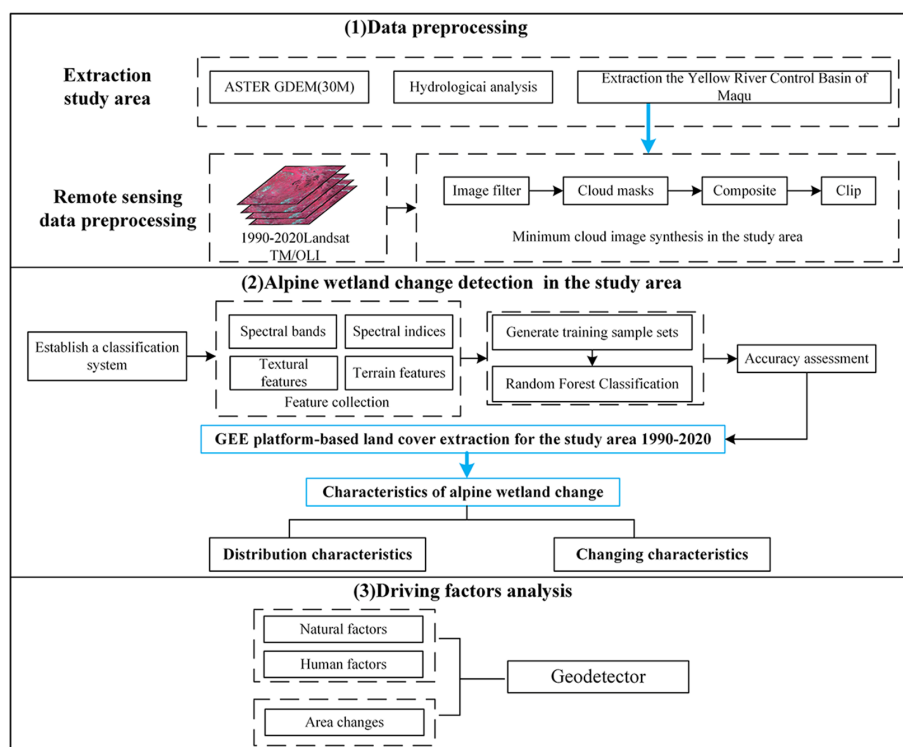 (1)Data preprocessing
Extraction
study area
ASTER GDEM(30M)
Hydrologicai analysis
Extraction the Yellow River Control Basin of
Maqu
Remote sensing
data preprocessing
1990-2020Landsat
TM/OLI
Image filter
Cloud masks
Composite
Clip
Minimum cloud image synthesis in the study area
(2)Alpine wetland change detection in the study area
Establish a classification
system
Spectral bands
Spectral indices
Textural
features
Terrain features
Feature collection
Generate training sample sets
Random Forest Classification
Accuracy assessment
GEE platform-based land cover extraction for the study area 1990-2020
Characteristics of alpine wetland change
Distribution characteristics
Changing characteristics
(3)Driving factors analysis
Natural factors
Human factors
Area changes
Geodetector